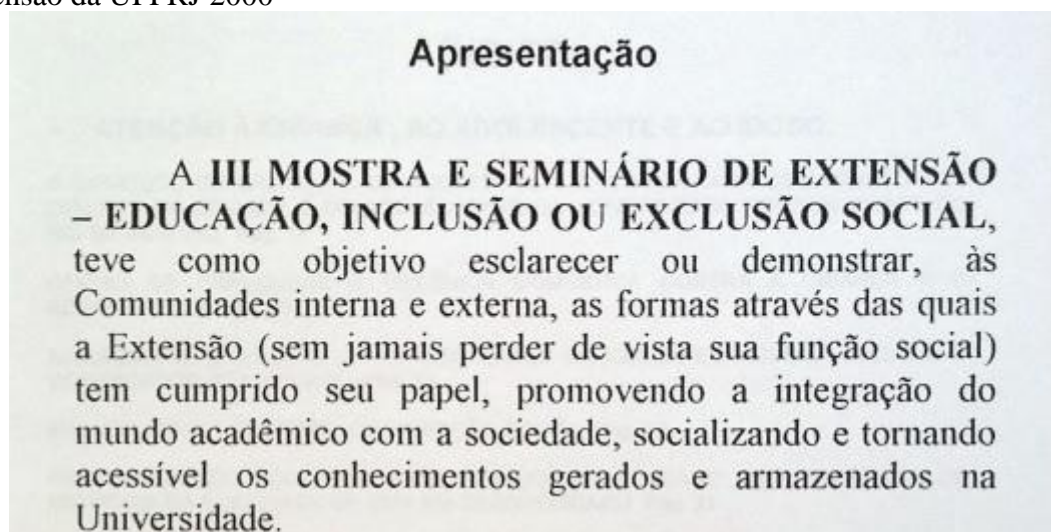 Apresentação
A III MOSTRA E SEMINÁRIO DE EXTENSÃO
– EDUCAÇÃO, INCLUSÃO OU EXCLUSÃO SOCIAL,
teve como objetivo esclarecer ou demonstrar, às
Comunidades interna e externa, as formas através das quais
a Extensão (sem jamais perder de vista sua função social)
tem cumprido seu papel, promovendo a integração do
mundo acadêmico com a sociedade, socializando e tornando
acessível os conhecimentos gerados e armazenados na
Universidade.